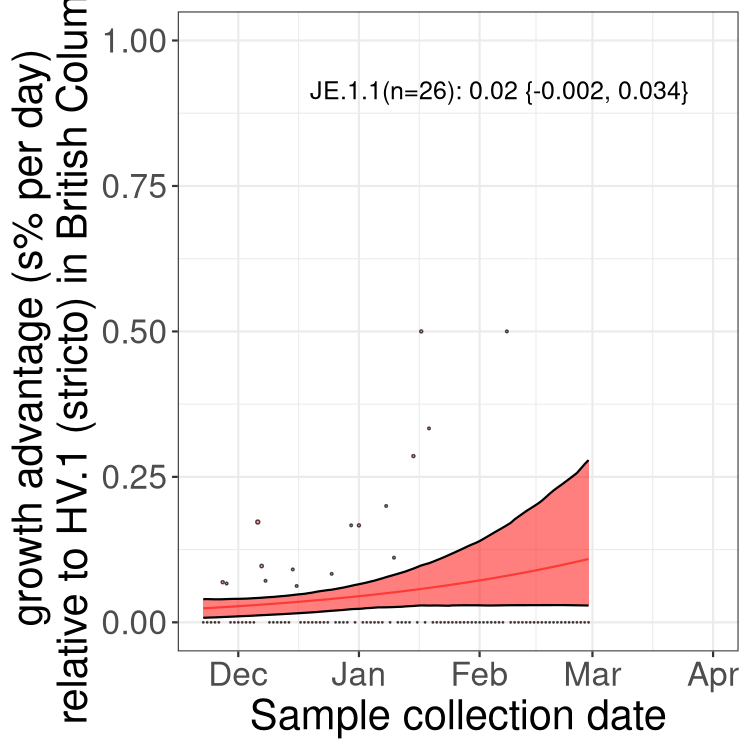 growth advantage (s% per day)
relative to HV.1 (stricto) in British Colum
1.00
0.75
0.50
0.25
0.00
JE.1.1(n=26): 0.02 {-0.002, 0.034}
Dec
Jan
Feb
Mar
Apr
Sample collection date